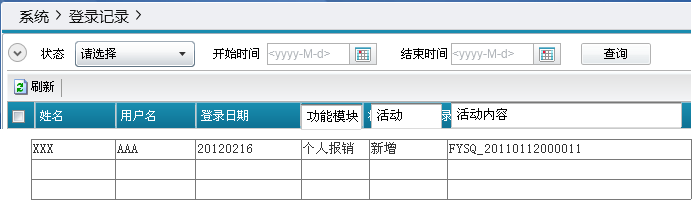 系统 > 登录记录 >
状态 请选择 开始时间 <yyyy-M-d> 结束时间 <yyyy-M-d> 查询
刷新
姓名 用户名 登录日期 功能模块 活动 录 活动内容
XXX AAA 20120216 个人报销 新增 FYSQ_20110112000011